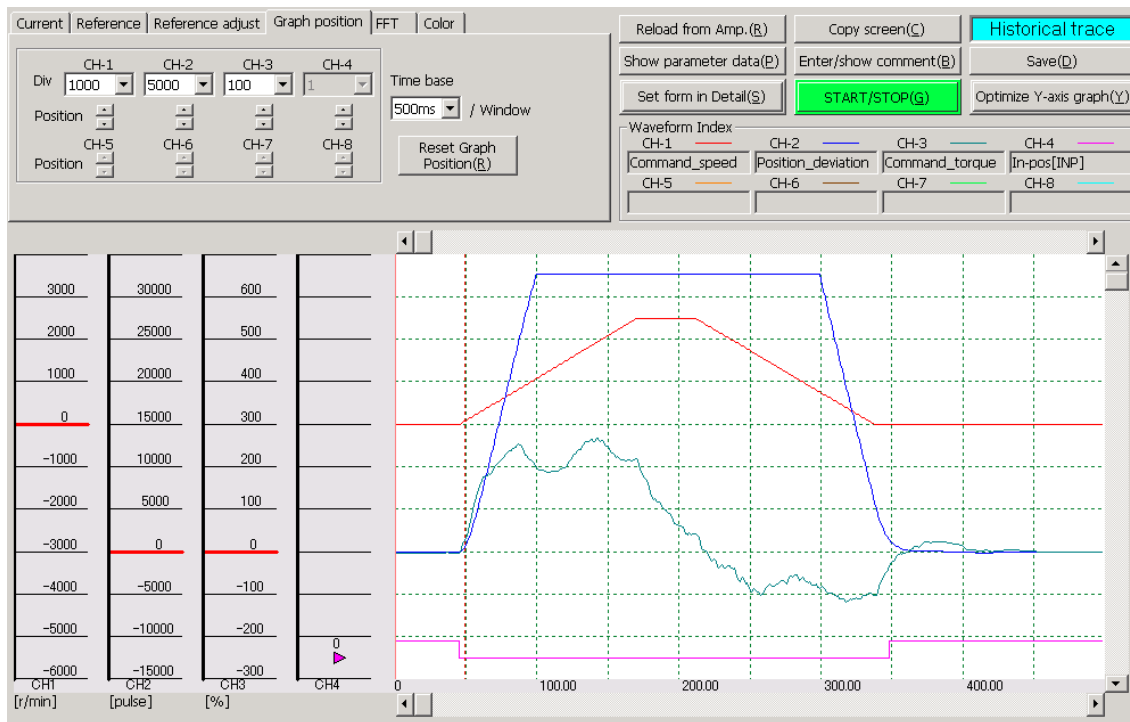 Current Reference Reference adjust Graph position FFT Color
CH-1 CH-2 CH-3 CH-4
Div 1000 5000 100 1
Position
CH-5 CH-6 CH-7 CH-8
Position
Time base
500ms / Window
Reset Graph
Position(R)
Reload from Amp.(R) Copy screen(C) Historical trace
Show parameter data(P) Enter/show comment(B) Save(D)
Set form in Detail(S) START/STOP(G) Optimize Y-axis graph(Y)
Waveform Index
CH-1 CH-2 CH-3 CH-4
Command_speed Position_deviation Command_torque In-pos[INP]
CH-5 CH-6 CH-7 CH-8
3000 30000 600
2000 25000 500
1000 20000 400
0 15000 300
-1000 10000 200
-2000 5000 100
-3000 0 0
-4000 -5000 -100
-5000 -10000 -200 0
-6000 -15000 -300
CH1 CH2 CH3 CH4
[r/min] [pulse] [%]
0 100.00 200.00 300.00 400.00